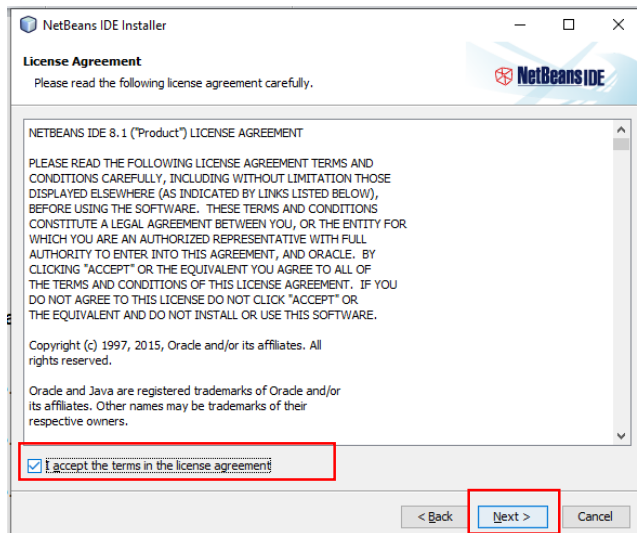 NetBeans IDE Installer
License Agreement
Please read the following license agreement carefully.
NetBeans IDE
NETBEANS IDE 8.1 ("Product") LICENSE AGREEMENT
PLEASE READ THE FOLLOWING LICENSE AGREEMENT TERMS AND
CONDITIONS CAREFULLY, INCLUDING WITHOUT LIMITATION THOSE
DISPLAYED ELSEWHERE (AS INDICATED BY LINKS LISTED BELOW),
BEFORE USING THE SOFTWARE.  THESE TERMS AND CONDITIONS
CONSTITUTE A LEGAL AGREEMENT BETWEEN YOU, OR THE ENTITY FOR
WHICH YOU ARE AN AUTHORIZED REPRESENTATIVE WITH FULL
AUTHORITY TO ENTER INTO THIS AGREEMENT, AND ORACLE.  BY
CLICKING "ACCEPT" OR THE EQUIVALENT YOU AGREE TO ALL OF
THE TERMS AND CONDITIONS OF THIS LICENSE AGREEMENT.  IF YOU
DO NOT AGREE TO THIS LICENSE DO NOT CLICK "ACCEPT" OR
THE EQUIVALENT AND DO NOT INSTALL OR USE THIS SOFTWARE.
Copyright (c) 1997, 2015, Oracle and/or its affiliates. All
rights reserved.
Oracle and Java are registered trademarks of Oracle and/or
its affiliates. Other names may be trademarks of their
respective owners.
I accept the terms in the license agreement
< Back
Next >
Cancel